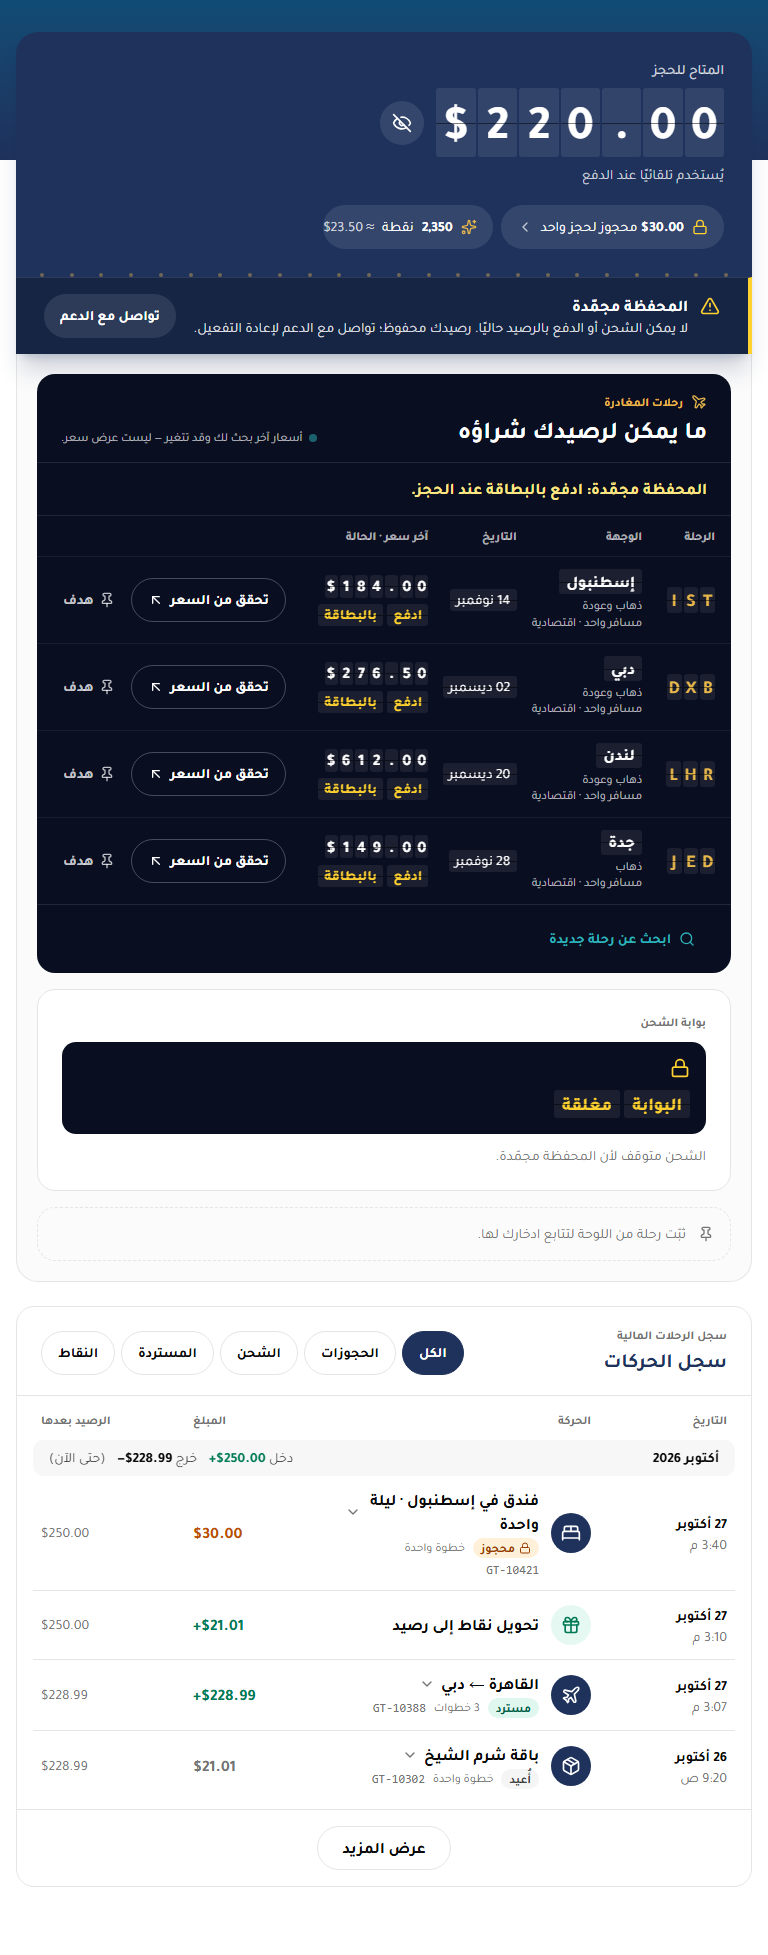 المتاح للحجز
$220.00
يُستخدم تلقائيًا عند الدفع
$30.00 محجوز لحجز واحد
2,350 نقطة ≈ $23.50
المحفظة مجمّدة
لا يمكن الشحن أو الدفع بالرصيد حاليًا. رصيدك محفوظ؛ تواصل مع الدعم لإعادة التفعيل.
تواصل مع الدعم
رحلات المغادرة
ما يمكن لرصيدك شراؤه
أسعار آخر بحث لك وقد تتغير – ليست عرض سعر.
المحفظة مجمّدة: ادفع بالبطاقة عند الحجز.
الرحلة الوجهة التاريخ آخر سعر · الحالة
IST إسطنبول 14 نوفمبر $184.00 تحقق من السعر هدف
ذهاب وعودة ادفع بالبطاقة
مسافر واحد · اقتصادية
DXB دبي 02 ديسمبر $276.50 تحقق من السعر هدف
ذهاب وعودة ادفع بالبطاقة
مسافر واحد · اقتصادية
LHR لندن 20 ديسمبر $612.00 تحقق من السعر هدف
ذهاب وعودة ادفع بالبطاقة
مسافر واحد · اقتصادية
JED جدة 28 نوفمبر $149.00 تحقق من السعر هدف
ذهاب ادفع بالبطاقة
مسافر واحد · اقتصادية
ابحث عن رحلة جديدة
بوابة الشحن
البوابة مغلقة
الشحن متوقف لأن المحفظة مجمّدة.
ثبّت رحلة من اللوحة لتتابع ادخارك لها.
سجل الرحلات المالية
سجل الحركات
الكل الحجوزات الشحن المستردة النقاط
التاريخ الحركة المبلغ الرصيد بعدها
أكتوبر 2026 دخل +$250.00 خرج −$228.99 (حتى الآن)
27 أكتوبر
3:40 م
فندق في إسطنبول · ليلة
واحدة
محجوز خطوة واحدة
GT-10421
$30.00
$250.00
27 أكتوبر
3:10 م
تحويل نقاط إلى رصيد
+$21.01
$250.00
27 أكتوبر
3:07 م
القاهرة ← دبي
مسترد 3 خطوات GT-10388
+$228.99
$228.99
26 أكتوبر
9:20 ص
باقة شرم الشيخ
أُعيد خطوة واحدة GT-10302
$21.01
$228.99
عرض المزيد